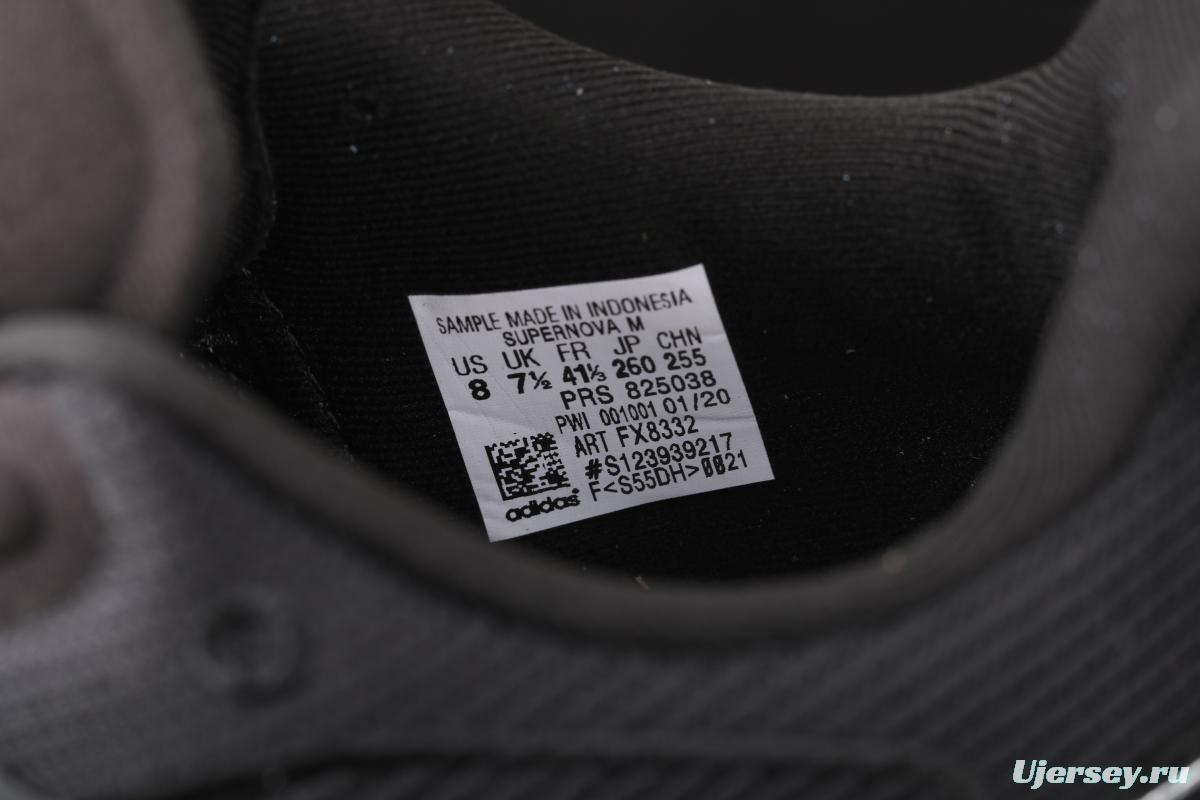 SAMPLE MADE IN INDONESIA
SUPERNOVA M
US UK FR JP CHN
8 7½ 41⅓ 260 255
PRS 825038
PWI 001001 01/20
ART FX8332
#S123939217
F<S55DH>0021
adidas
Ujersey.ru